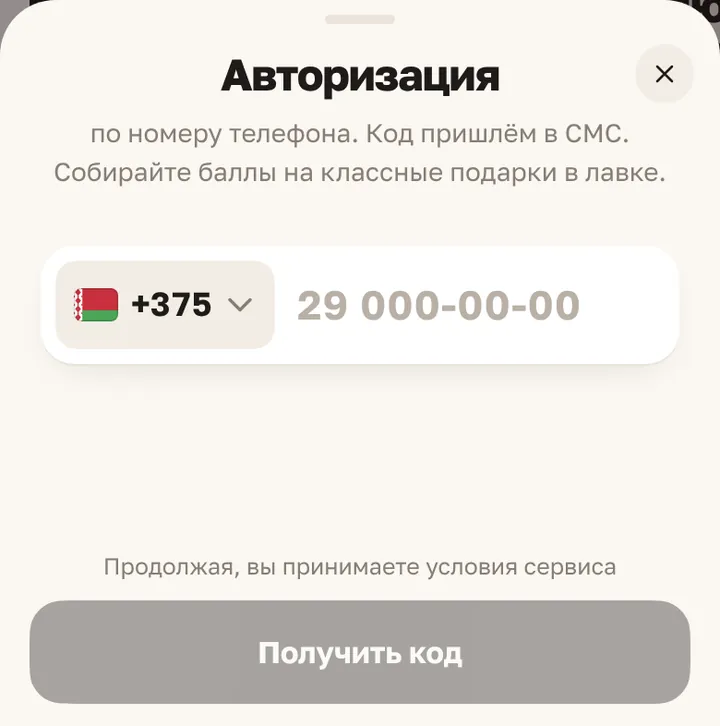 Авторизация
по номеру телефона. Код пришлём в СМС.
Собирайте баллы на классные подарки в лавке.
+375 29 000-00-00
Продолжая, вы принимаете условия сервиса
Получить код